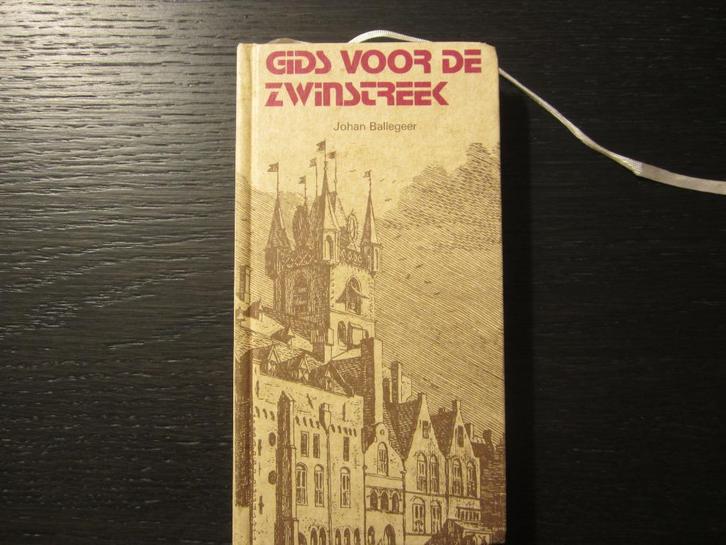 GIDS VOOR DE
ZWINSTREEK
Johan Ballegeer